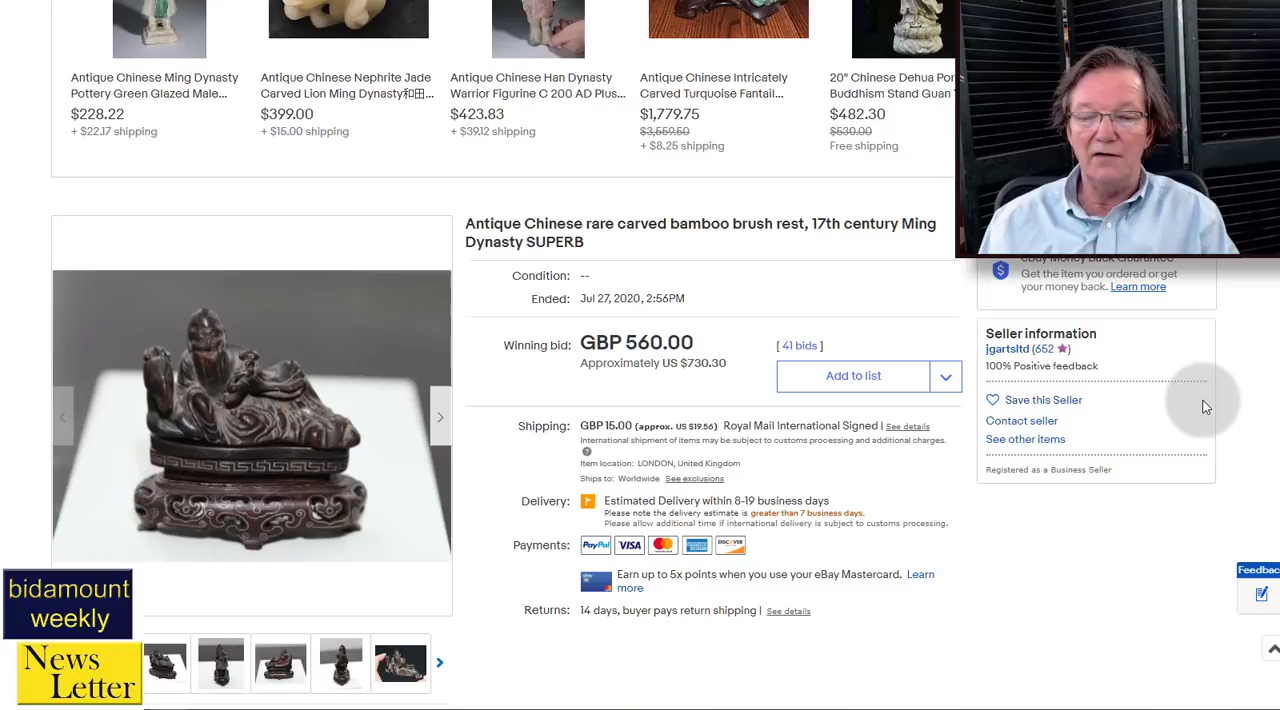 Antique Chinese Ming Dynasty
Pottery Green Glazed Male...
$228.22
+ $22.17 shipping
Antique Chinese Nephrite Jade
Carved Lion Ming Dynasty和田...
$399.00
+ $15.00 shipping
Antique Chinese Han Dynasty
Warrior Figurine C 200 AD Plus...
$423.83
+ $39.12 shipping
Antique Chinese Intricately
Carved Turquoise Fantail...
$1,779.75
$3,559.50
+ $8.25 shipping
20" Chinese Dehua
Buddhism Stand Guan
$482.30
$530.00
Free shipping
Antique Chinese rare carved bamboo brush rest, 17th century Ming
Dynasty SUPERB
Condition: --
Ended: Jul 27, 2020, 2:56PM
Winning bid: GBP 560.00 [ 41 bids ]
Approximately US $730.30
Add to list
Shipping: GBP 15.00 (approx. US $19.56) Royal Mail International Signed | See details
International shipment of items may be subject to customs processing and additional charges.
Item location: LONDON, United Kingdom
Ships to: Worldwide See exclusions
Delivery: Estimated Delivery within 8-19 business days
Please note the delivery estimate is greater than 7 business days.
Please allow additional time if international delivery is subject to customs processing.
Payments: PayPal VISA
Earn up to 5x points when you use your eBay Mastercard. Learn
more
Returns: 14 days, buyer pays return shipping | See details
eBay Money Back Guarantee
Get the item you ordered or get
your money back. Learn more
Seller information
jgartsltd (652 )
100% Positive feedback
Save this Seller
Contact seller
See other items
Registered as a Business Seller
Feedbac
bidamount
weekly
News
Letter